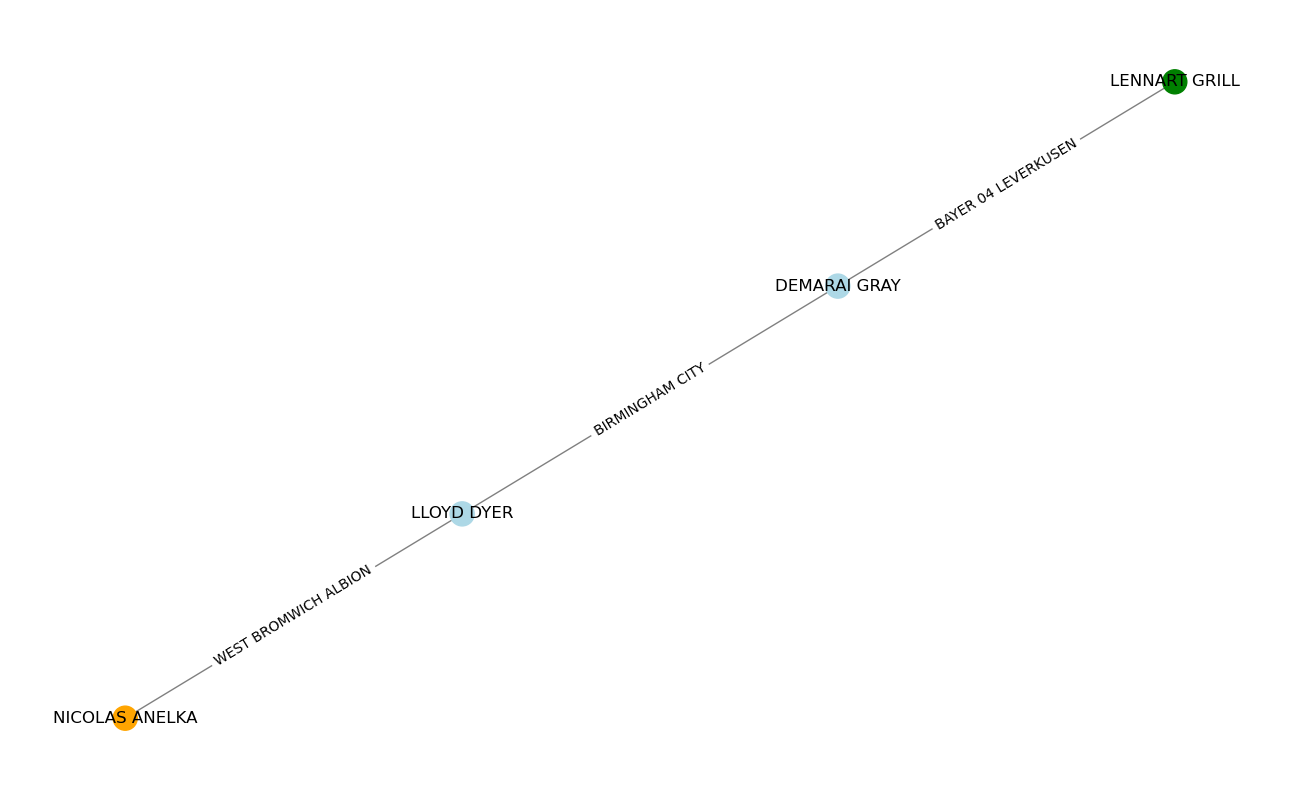 LENNART GRILL
BAYER 04 LEVERKUSEN
DEMARAI GRAY
BIRMINGHAM CITY
LLOYD DYER
WEST BROMWICH ALBION
NICOLAS ANELKA